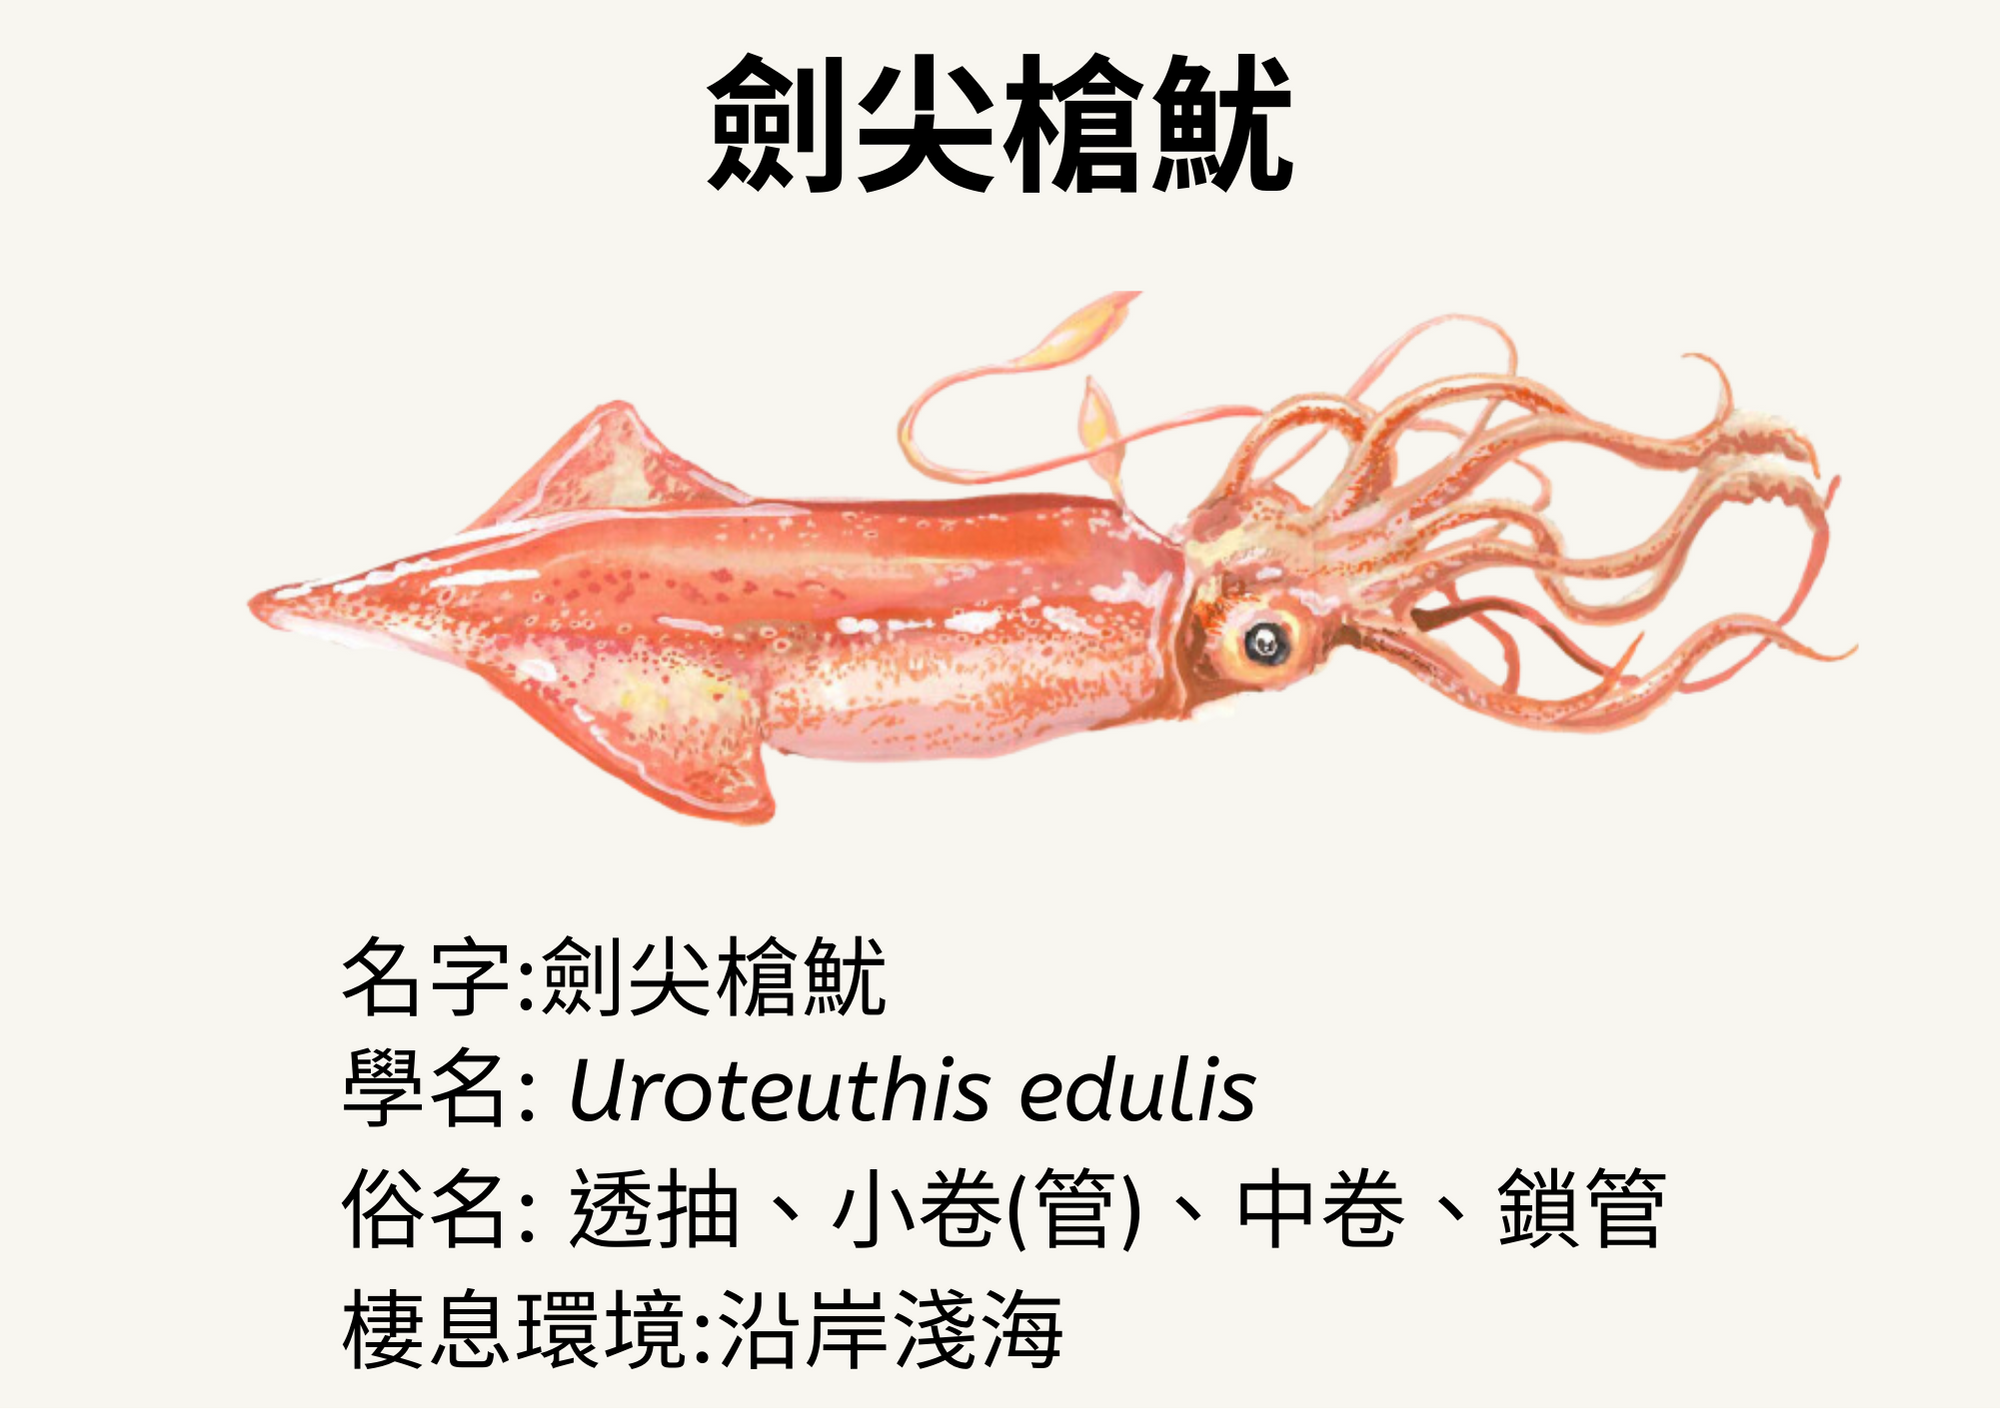 劍尖槍魷
名字:劍尖槍魷
學名: Uroteuthis edulis
俗名: 透抽、小卷(管)、中卷、鎖管
棲息環境:沿岸淺海